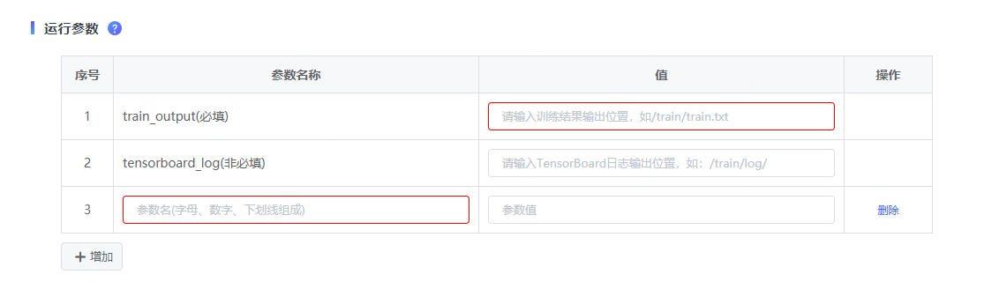 运行参数 ?
序号 参数名称 值 操作
1 train_output(必填) 请输入训练结果输出位置，如/train/train.txt
2 tensorboard_log(非必填) 请输入TensorBoard日志输出位置，如：/train/log/
3 参数名(字母、数字、下划线组成) 参数值 删除
+ 增加